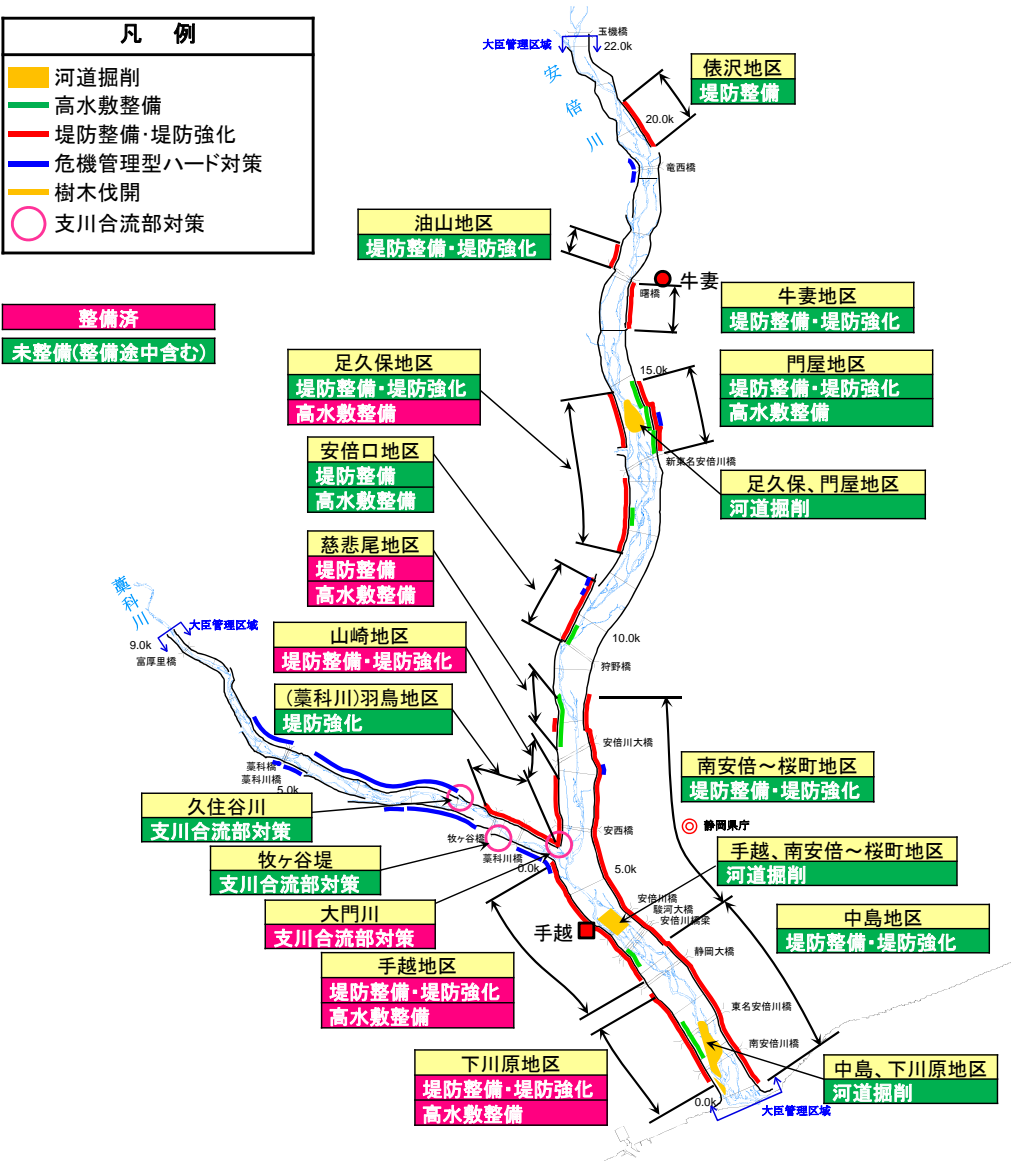 凡 例
河道掘削
高水敷整備
堤防整備･堤防強化
危機管理型ハード対策
樹木伐開
支川合流部対策
整備済
未整備(整備途中含む)
玉機橋
大臣管理区域
22.0k
安倍川
俵沢地区
堤防整備
20.0k
竜西橋
油山地区
堤防整備･堤防強化
牛妻
曙橋
牛妻地区
堤防整備･堤防強化
足久保地区
堤防整備･堤防強化
高水敷整備
15.0k
門屋地区
堤防整備･堤防強化
高水敷整備
安倍口地区
堤防整備
高水敷整備
新東名安倍川橋
足久保、門屋地区
河道掘削
慈悲尾地区
堤防整備
高水敷整備
藁科川
大臣管理区域
9.0k
富厚里橋
山崎地区
堤防整備･堤防強化
10.0k
狩野橋
(藁科川)羽鳥地区
堤防強化
安倍川大橋
藁科橋
藁科川橋
5.0k
南安倍～桜町地区
堤防整備･堤防強化
久住谷川
支川合流部対策
静岡県庁
安西橋
牧ヶ谷橋
藁科川橋
0.0k
手越、南安倍～桜町地区
河道掘削
牧ヶ谷堤
支川合流部対策
5.0k
安倍川橋
駿河大橋
安倍川橋梁
大門川
支川合流部対策
中島地区
堤防整備･堤防強化
手越
静岡大橋
手越地区
堤防整備･堤防強化
高水敷整備
東名安倍川橋
南安倍川橋
下川原地区
堤防整備･堤防強化
高水敷整備
中島、下川原地区
河道掘削
0.0k
大臣管理区域